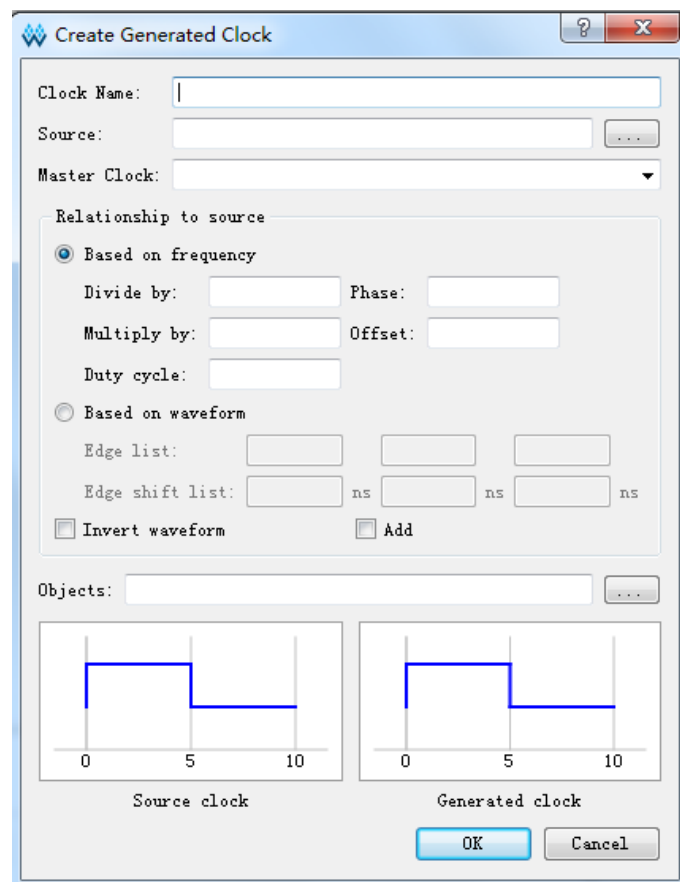 Create Generated Clock
Clock Name:
Source: ...
Master Clock:
Relationship to source
Based on frequency
Divide by: Phase:
Multiply by: Offset:
Duty cycle:
Based on waveform
Edge list:
Edge shift list: ns ns ns
Invert waveform Add
Objects: ...
0 5 10 0 5 10
Source clock Generated clock
OK Cancel